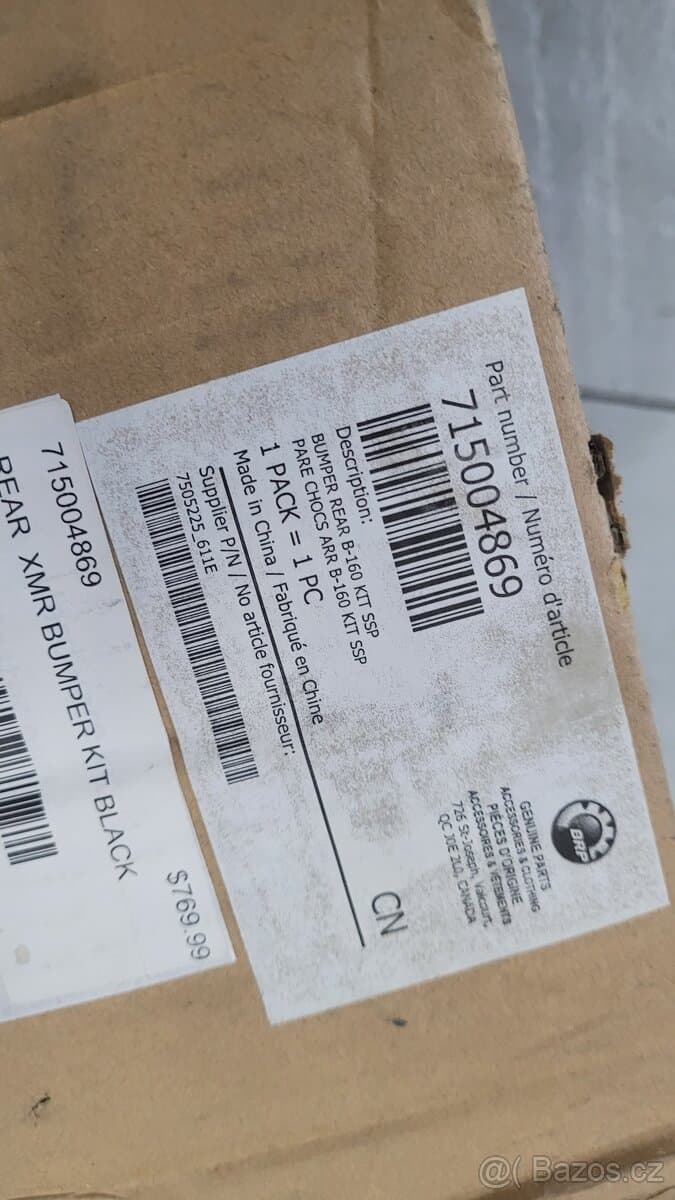 Part number / Numéro d'article
715004869
Description:
BUMPER REAR B-160 KIT SSP
PARE CHOCS ARR B-160 KIT SSP
1 PACK = 1 PC
Made in China / Fabriqué en Chine
CN
Supplier P/N / No article fournisseur:
7505225_611E
BRP
GENUINE PARTS
ACCESSORIES & CLOTHING
PIÈCES D'ORIGINE
ACCESSOIRES & VÊTEMENTS
726 St-Joseph, Valcourt,
QC J0E 2L0, CANADA
715004869
REAR XMR BUMPER KIT BLACK
$769.99
@( Bazos.cz